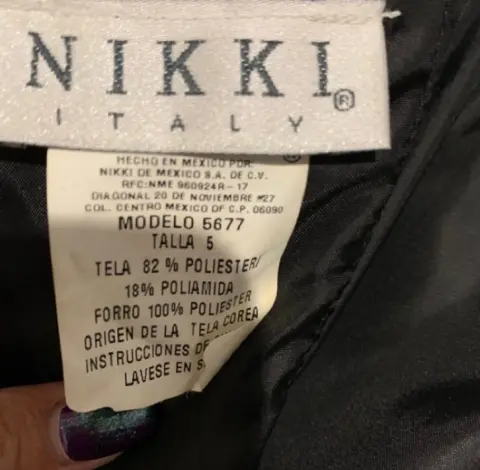 NIKKI®
ITALY
HECHO EN MEXICO POR:
NIKKI DE MEXICO S.A. DE C.V.
RFC:NME 960924R-17
DIAGONAL 20 DE NOVIEMBRE #27
COL. CENTRO MEXICO DF C.P. 06090
MODELO 5677
TALLA 5
TELA 82 % POLIESTER
18% POLIAMIDA
FORRO 100% POLIESTER
ORIGEN DE LA TELA COREA
INSTRUCCIONES DE
LAVESE EN